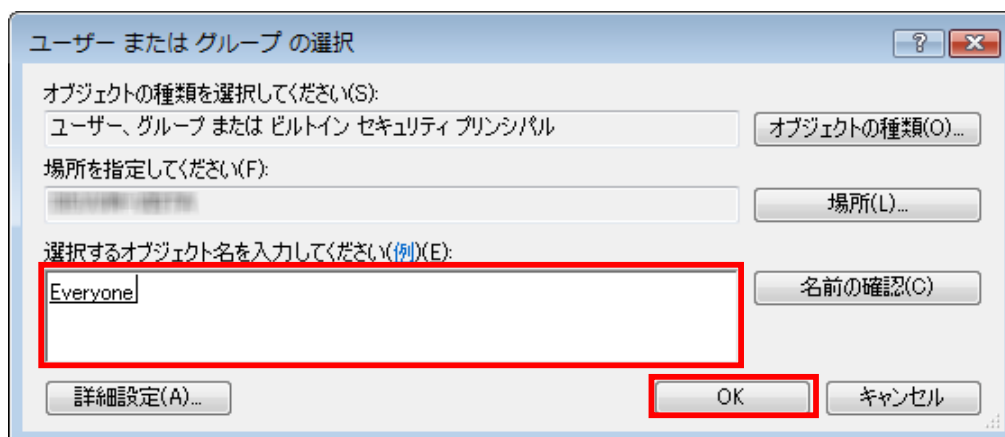 ユーザー または グループ の選択
オブジェクトの種類を選択してください(S):
ユーザー、グループ または ビルトイン セキュリティ プリンシパル
オブジェクトの種類(O)...
場所を指定してください(F):
場所(L)...
選択するオブジェクト名を入力してください(例)(E):
Everyone
名前の確認(C)
詳細設定(A)...
OK
キャンセル